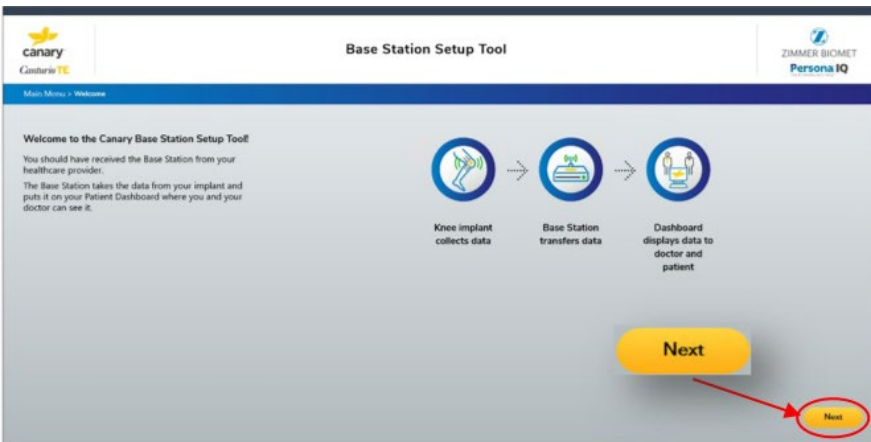 canary
Canturio TE
Base Station Setup Tool
ZIMMER BIOMET
Persona IQ
Main Menu > Welcome
Welcome to the Canary Base Station Setup Tool!
You should have received the Base Station from your
healthcare provider.
The Base Station takes the data from your implant and
puts it on your Patient Dashboard where you and your
doctor can see it.
Knee implant
collects data
Base Station
transfers data
Dashboard
displays data to
doctor and
patient
Next
Next